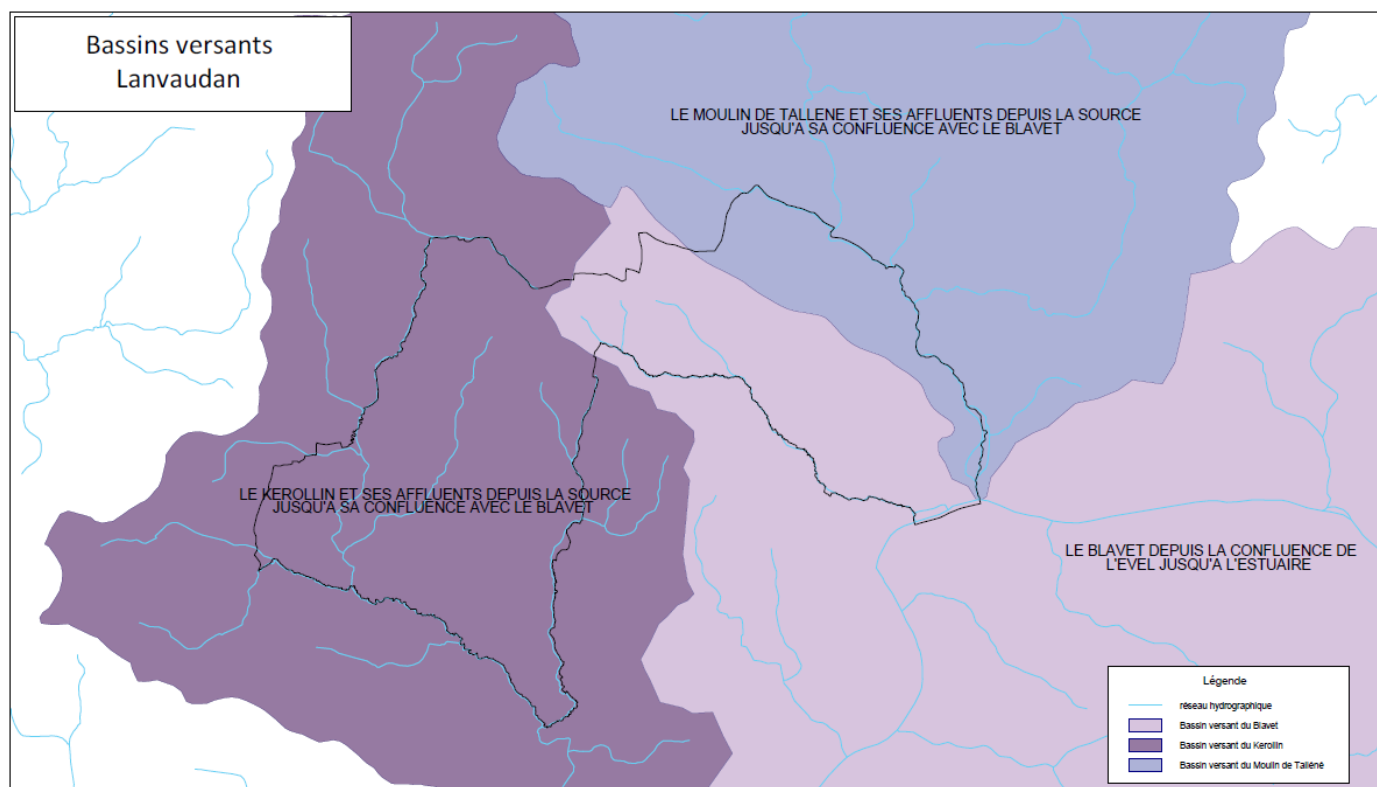 Bassins versants
Lanvaudan
LE MOULIN DE TALLENE ET SES AFFLUENTS DEPUIS LA SOURCE
JUSQU'A SA CONFLUENCE AVEC LE BLAVET
LE KEROLLIN ET SES AFFLUENTS DEPUIS LA SOURCE
JUSQU'A SA CONFLUENCE AVEC LE BLAVET
LE BLAVET DEPUIS LA CONFLUENCE DE
L'EVEL JUSQU'A L'ESTUAIRE
Légende
réseau hydrographique
Bassin versant du Blavet
Bassin versant du Kerollin
Bassin versant du Moulin de Talléné